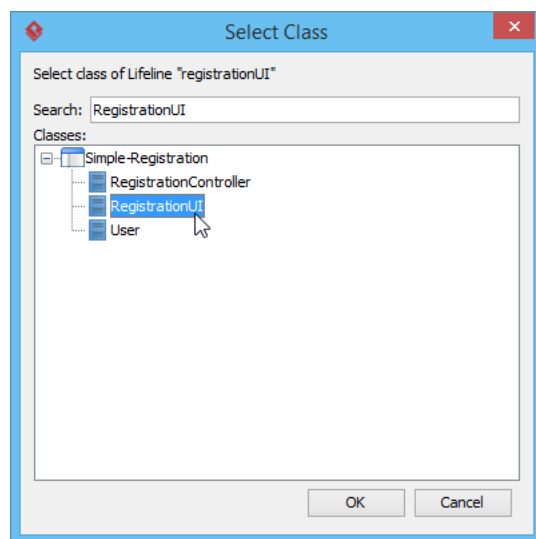 Select Class
Select class of Lifeline "registrationUI"
Search: RegistrationUI
Classes:
Simple-Registration
RegistrationController
RegistrationUI
User
OK Cancel